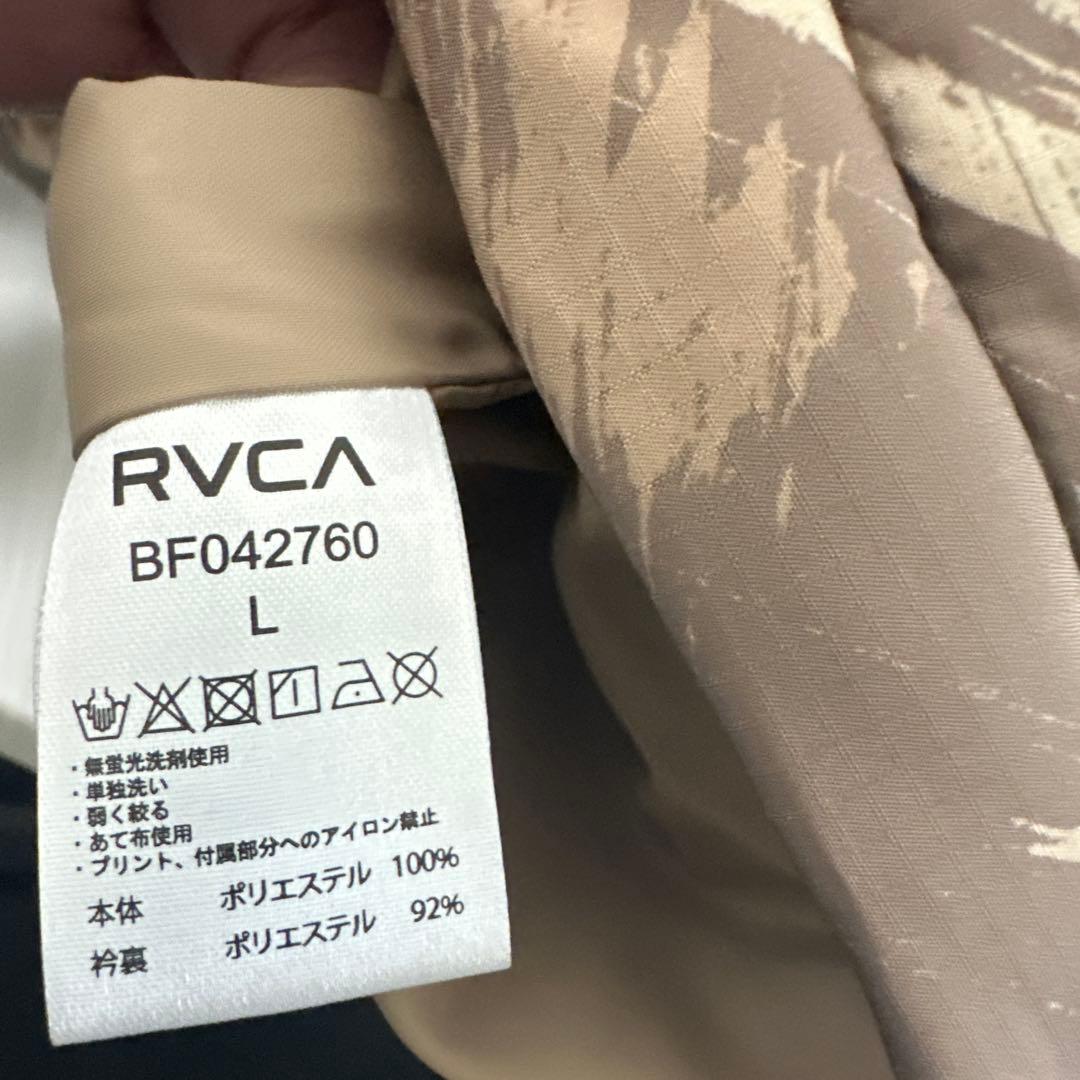 RVCA
BF042760
L
・無蛍光洗剤使用
・単独洗い
・弱く絞る
・あて布使用
・プリント、付属部分へのアイロン禁止
本体 ポリエステル 100%
衿裏 ポリエステル 92%